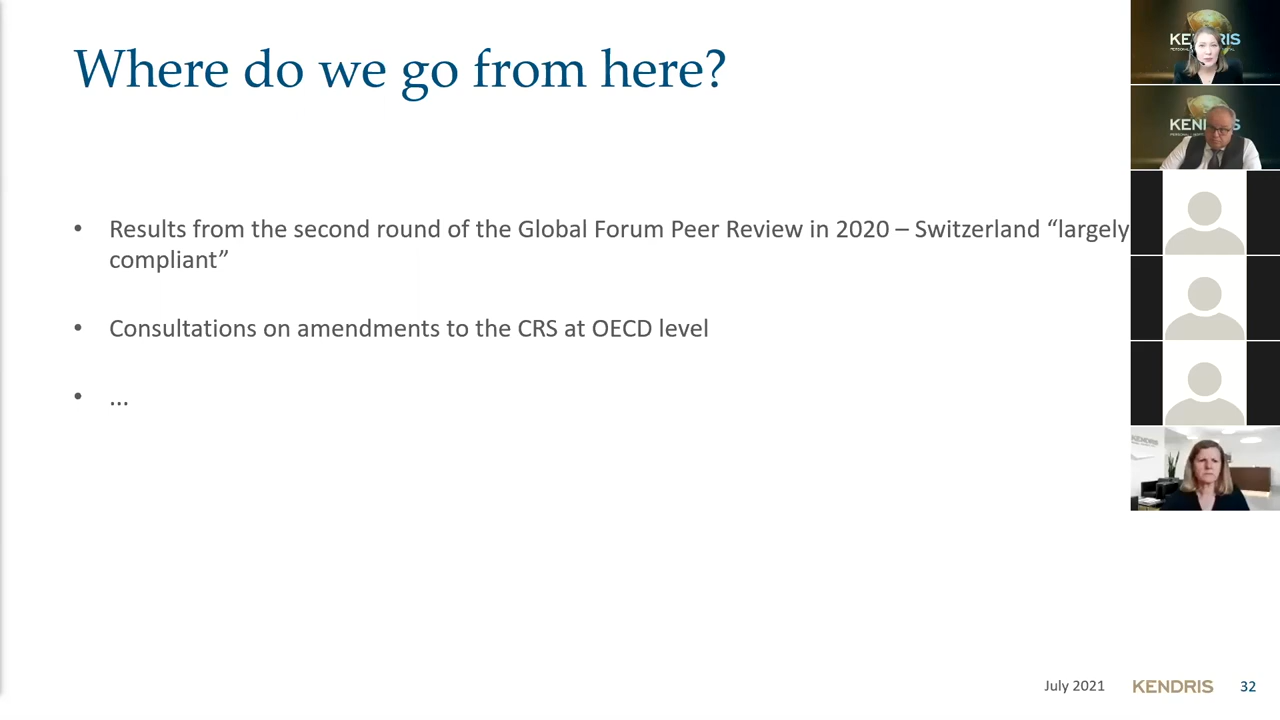 Where do we go from here?
• Results from the second round of the Global Forum Peer Review in 2020 – Switzerland “largely
compliant”
• Consultations on amendments to the CRS at OECD level
• ...
July 2021 KENDRIS 32
KENDRIS